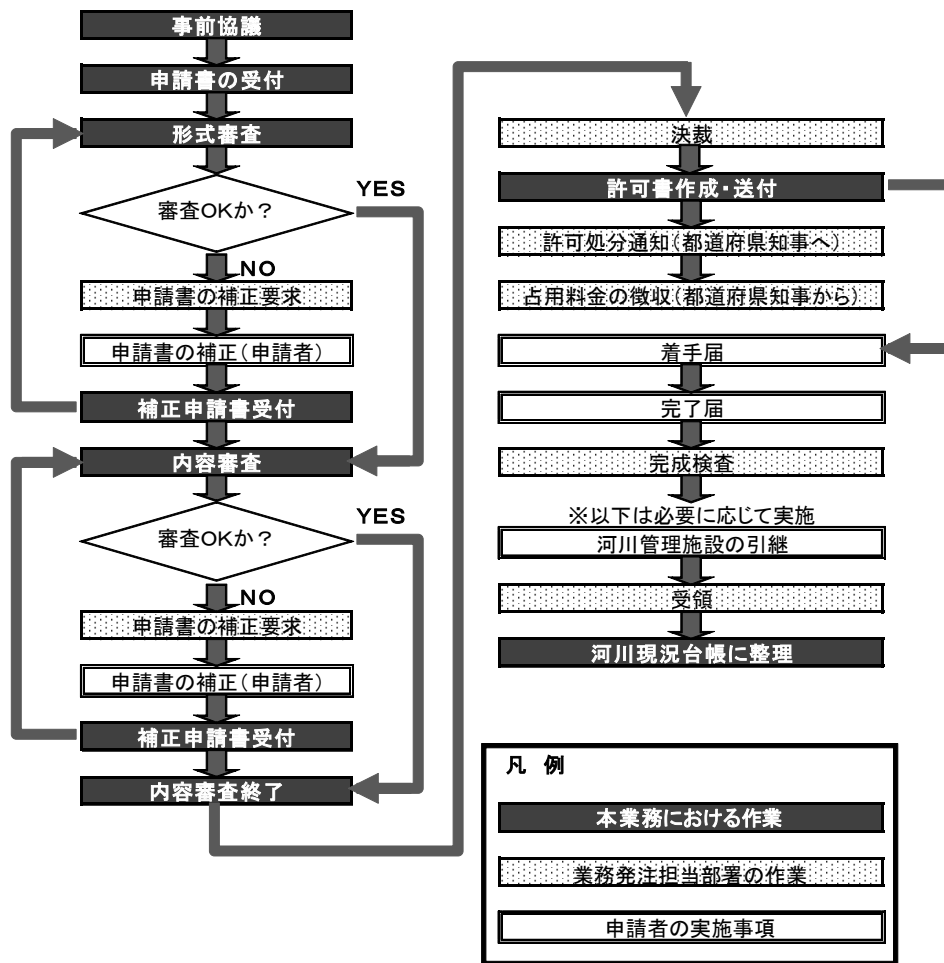 事前協議
申請書の受付
形式審査
YES
審査OKか？
NO
申請書の補正要求
申請書の補正（申請者）
補正申請書受付
内容審査
YES
審査OKか？
NO
申請書の補正要求
申請書の補正（申請者）
補正申請書受付
内容審査終了
決裁
許可書作成・送付
許可処分通知（都道府県知事へ）
占用料金の徴収（都道府県知事から）
着手届
完了届
完成検査
※以下は必要に応じて実施
河川管理施設の引継
受領
河川現況台帳に整理
凡 例
本業務における作業
業務発注担当部署の作業
申請者の実施事項